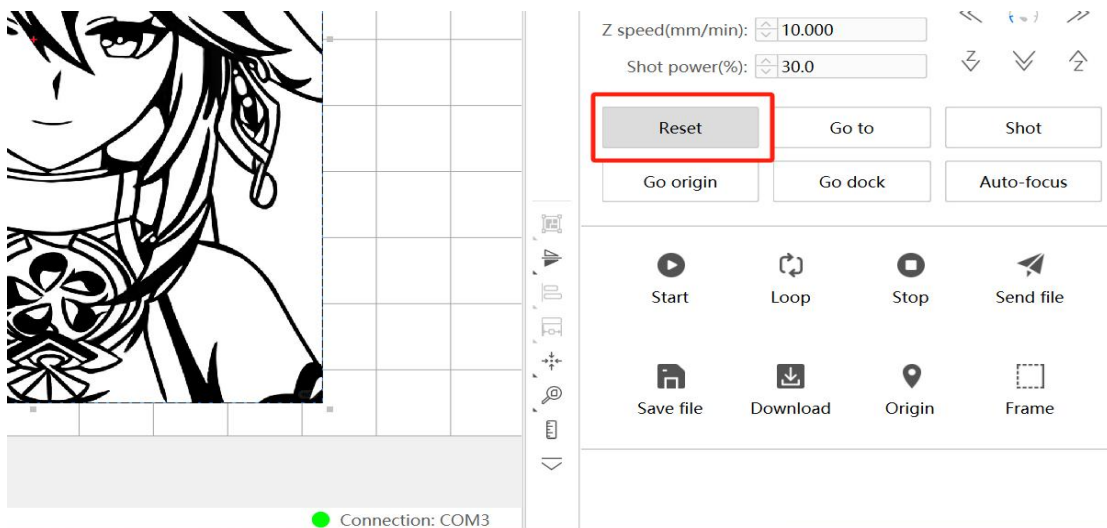 Z speed(mm/min): 10.000
Shot power(%): 30.0
Z Z
Reset Go to Shot
Go origin Go dock Auto-focus
Start Loop Stop Send file
Save file Download Origin Frame
Connection: COM3